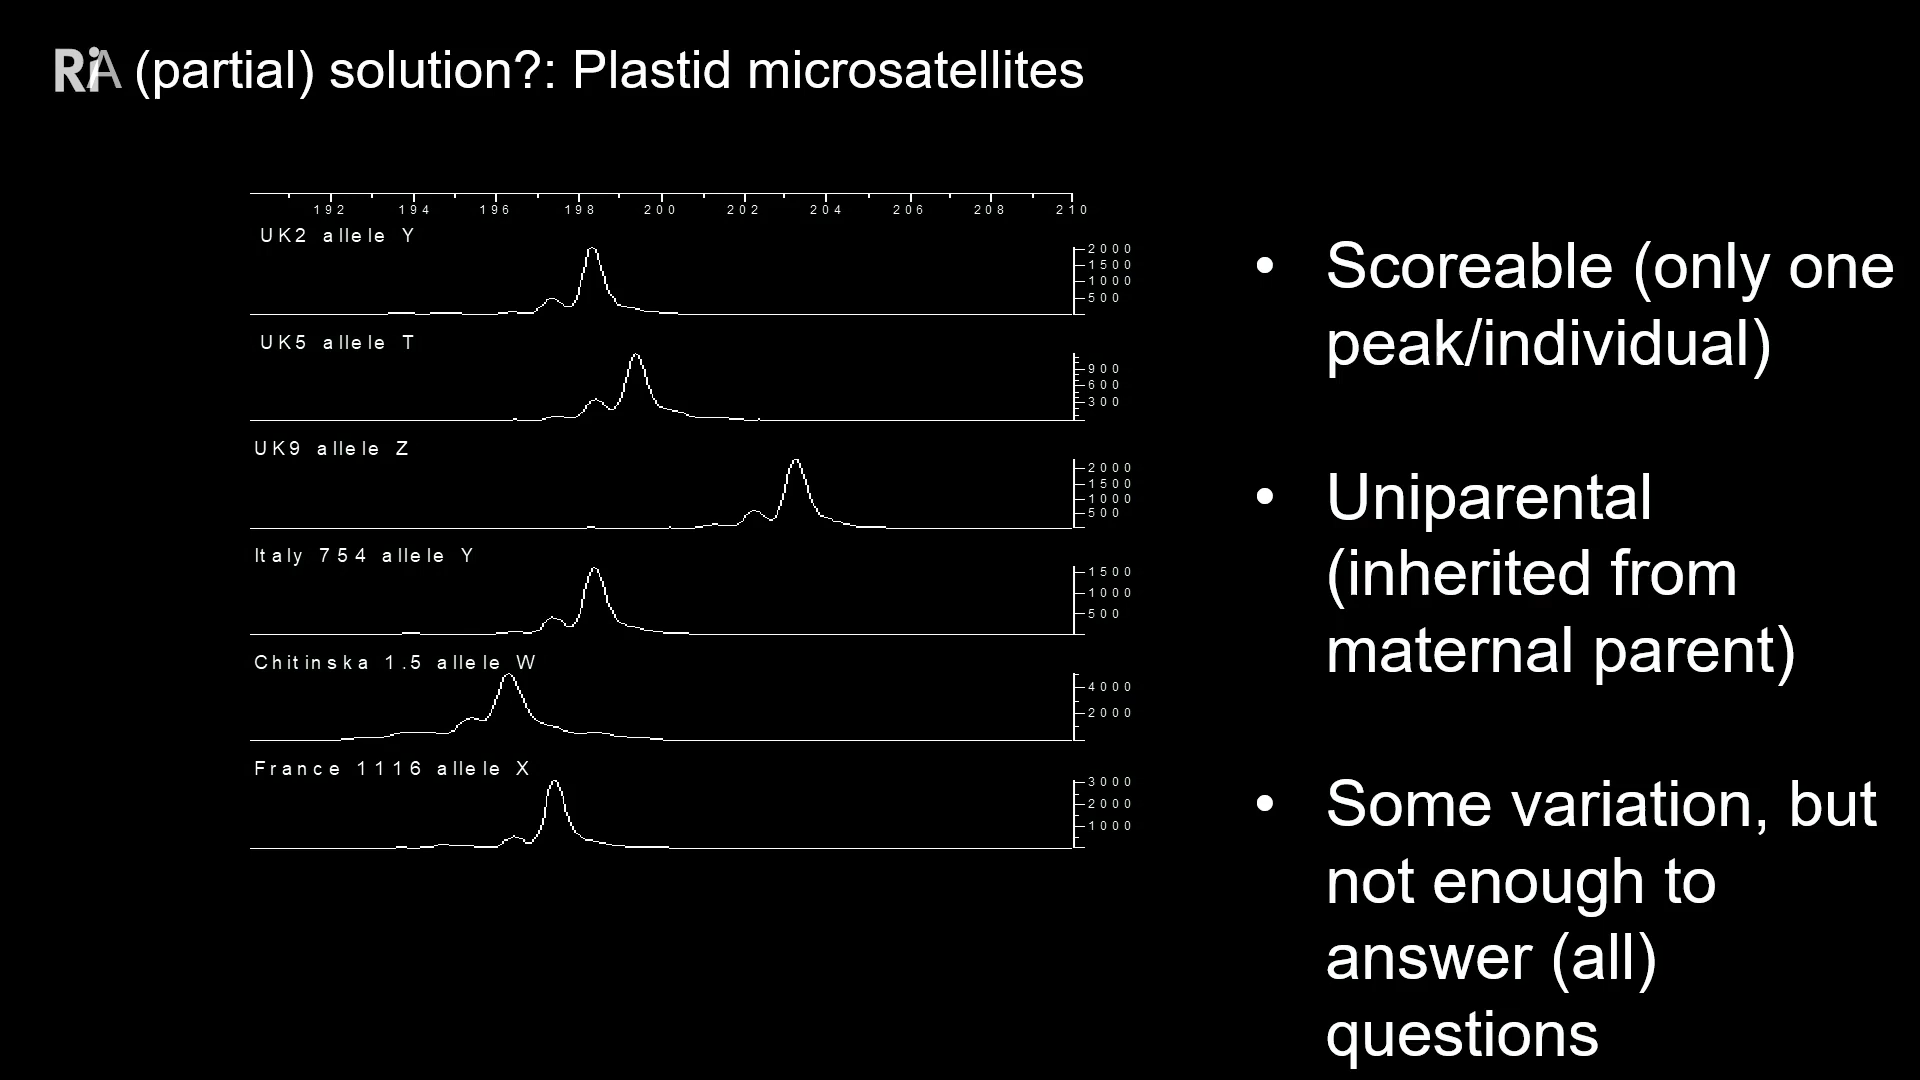 Ri
A (partial) solution?: Plastid microsatellites
192 194 196 198 200 202 204 206 208 210
UK2 allele Y
2000
1500
1000
500
UK5 allele T
900
600
300
UK9 allele Z
2000
1500
1000
500
Italy 754 allele Y
1500
1000
500
Chitinska 1.5 allele W
4000
2000
France 1116 allele X
3000
2000
1000
• Scoreable (only one
peak/individual)
• Uniparental
(inherited from
maternal parent)
• Some variation, but
not enough to
answer (all)
questions